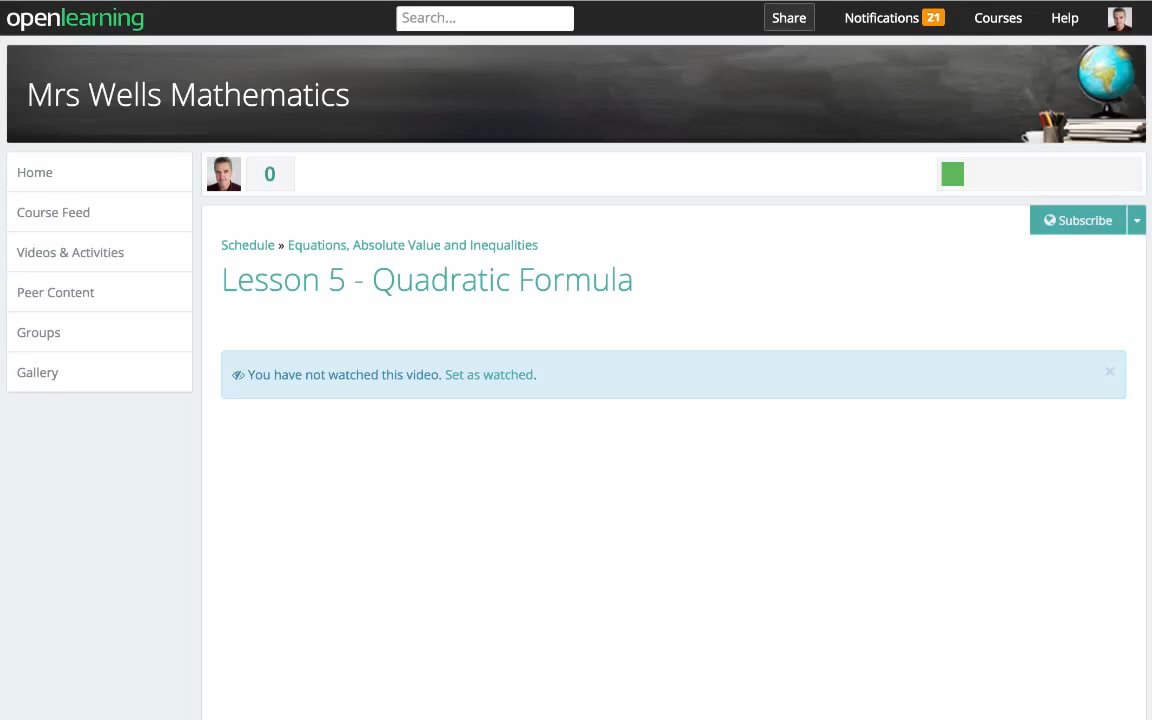 openlearning
Search...
Share
Notifications 21
Courses
Help
Mrs Wells Mathematics
Home
Course Feed
Videos & Activities
Peer Content
Groups
Gallery
0
Subscribe
Schedule » Equations, Absolute Value and Inequalities
Lesson 5 - Quadratic Formula
You have not watched this video. Set as watched.
×